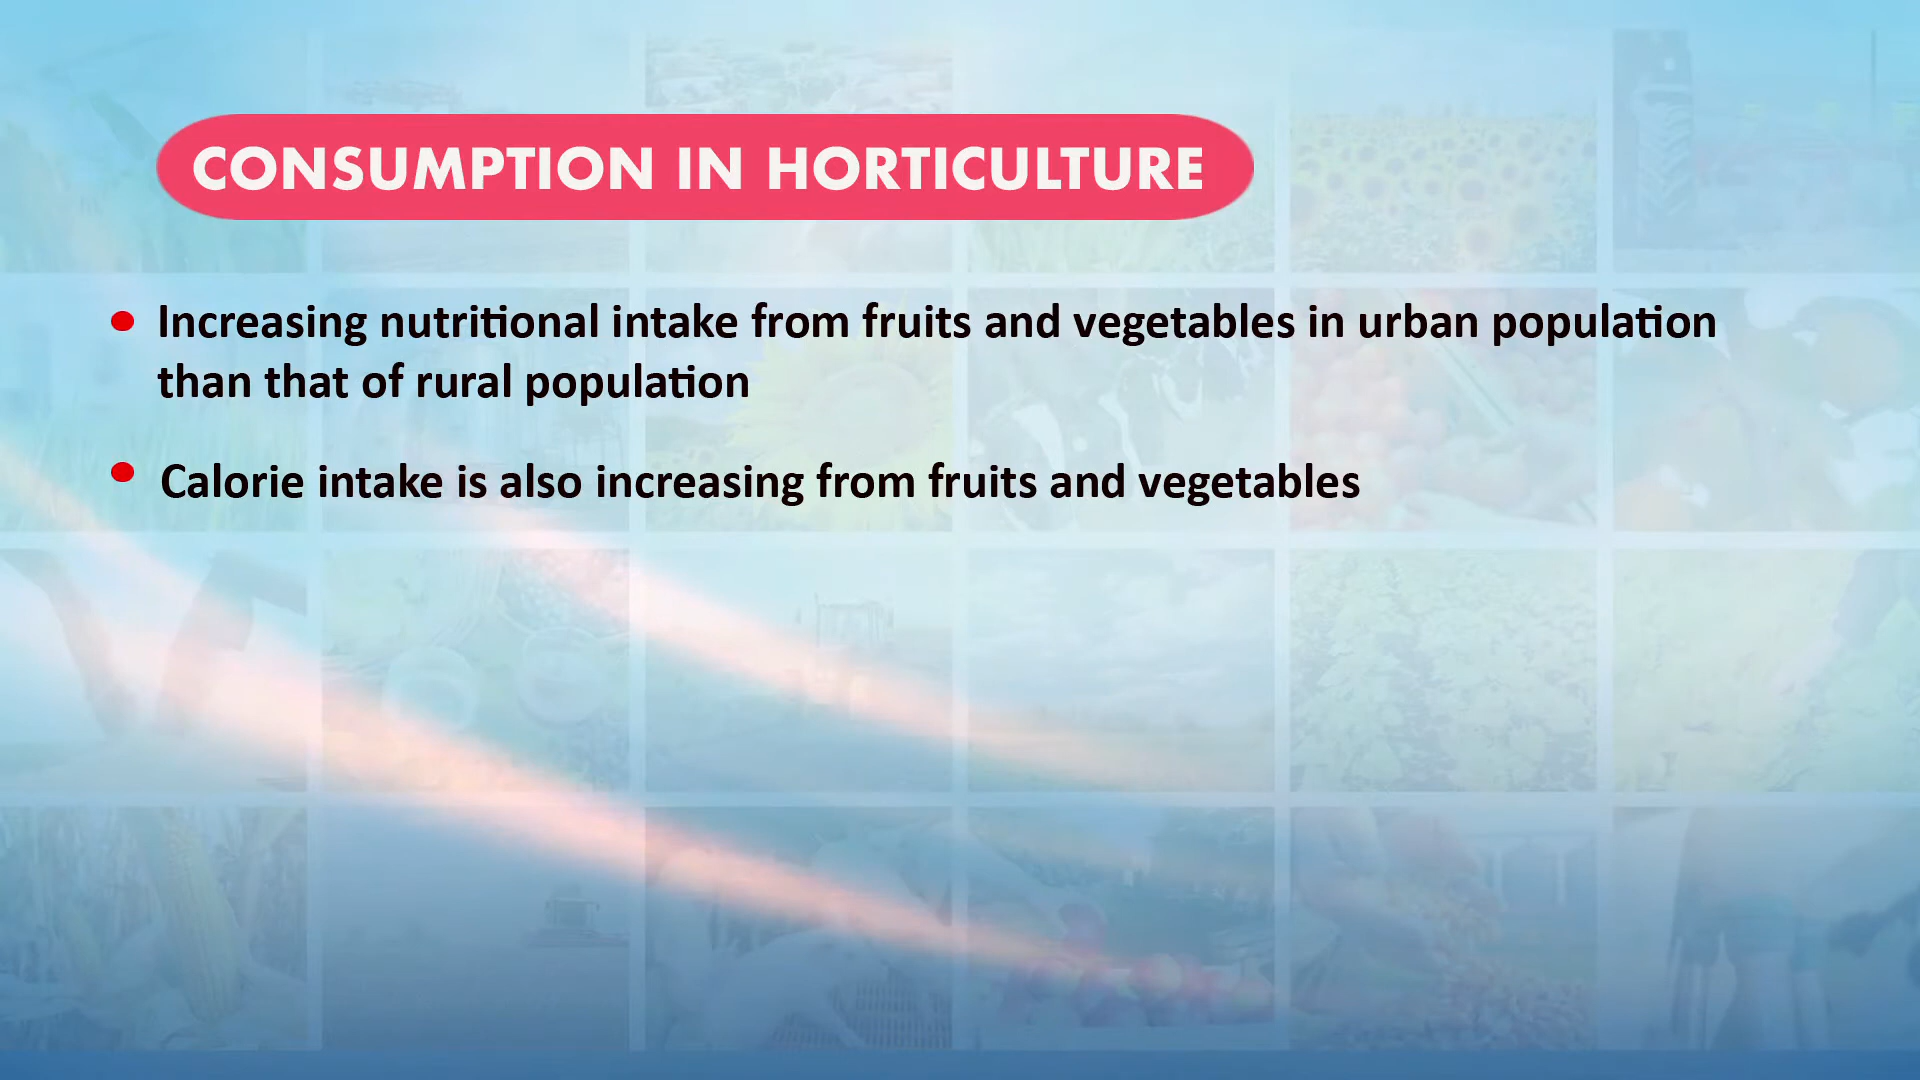 CONSUMPTION IN HORTICULTURE
• Increasing nutritional intake from fruits and vegetables in urban population
than that of rural population
• Calorie intake is also increasing from fruits and vegetables